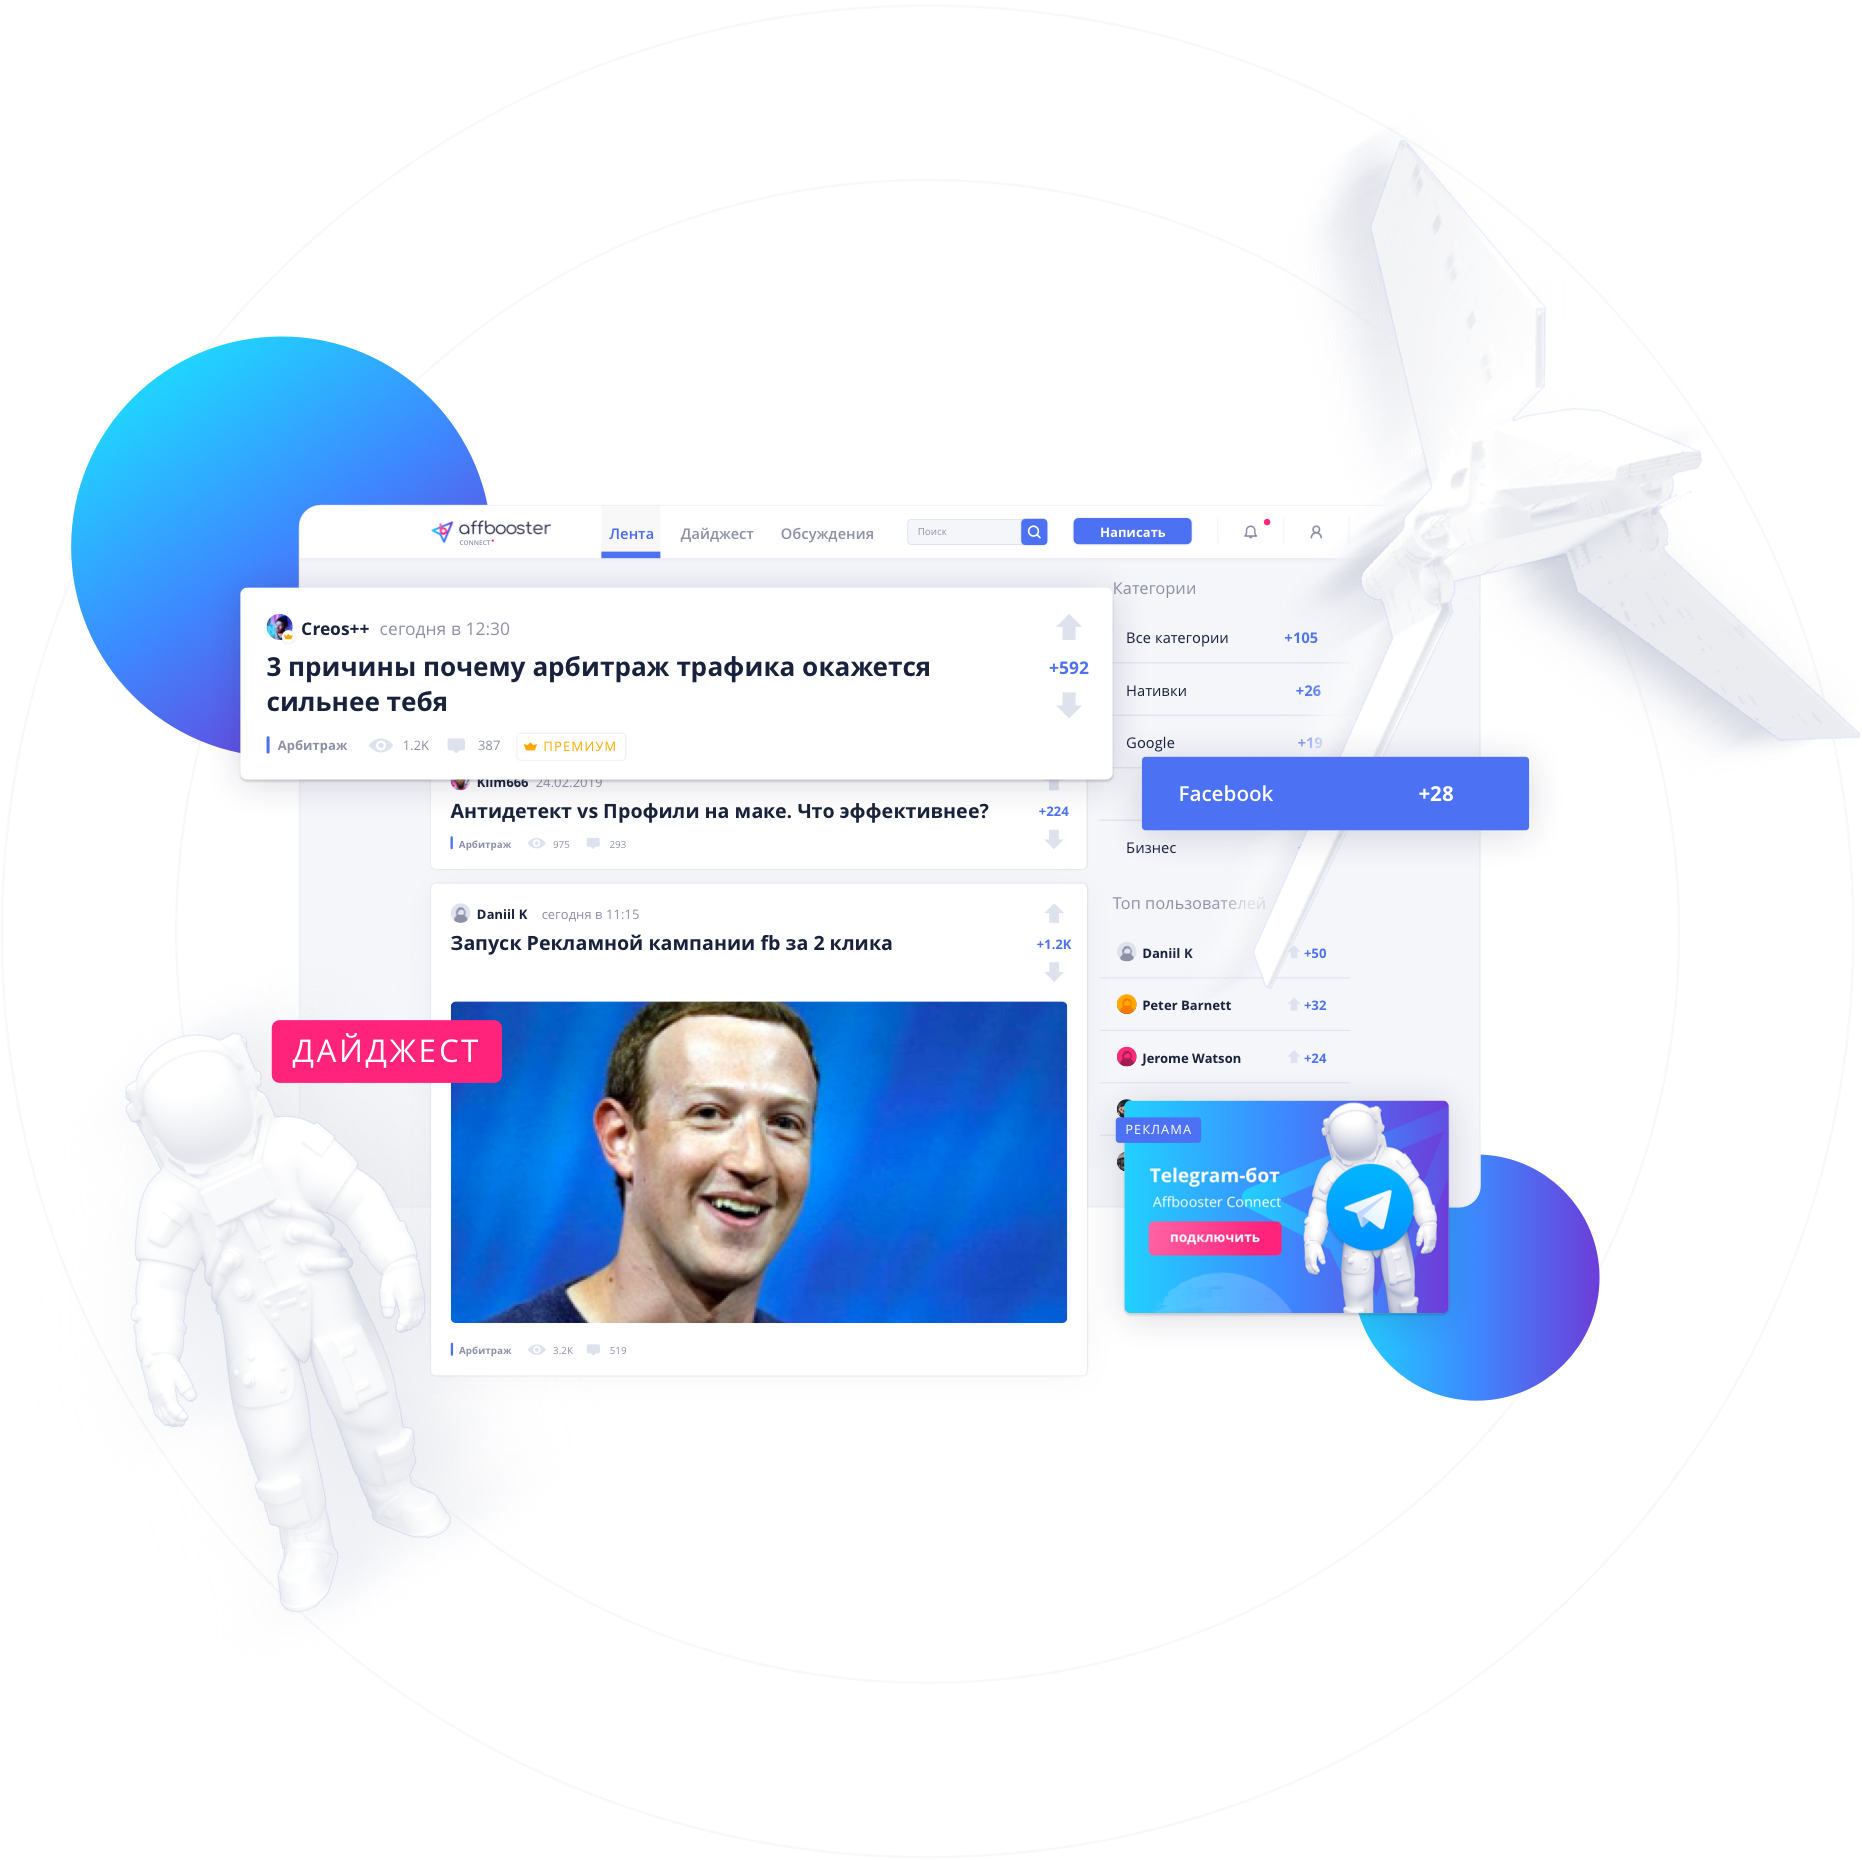 affbooster
CONNECT
Лента
Дайджест
Обсуждения
Поиск
Написать
Creos++ сегодня в 12:30
3 причины почему арбитраж трафика окажется
сильнее тебя
+592
Арбитраж 1.2K 387 ПРЕМИУМ
Klim666 24.02.2019
Антидетект vs Профили на маке. Что эффективнее?
+224
Арбитраж 975 293
Daniil K сегодня в 11:15
Запуск Рекламной кампании fb за 2 клика
+1.2K
ДАЙДЖЕСТ
Арбитраж 3.2K 519
Категории
Все категории +105
Нативки +26
Google +19
Facebook +28
Бизнес
Топ пользователей
Daniil K +50
Peter Barnett +32
Jerome Watson +24
РЕКЛАМА
Telegram-бот
Affbooster Connect
подключить